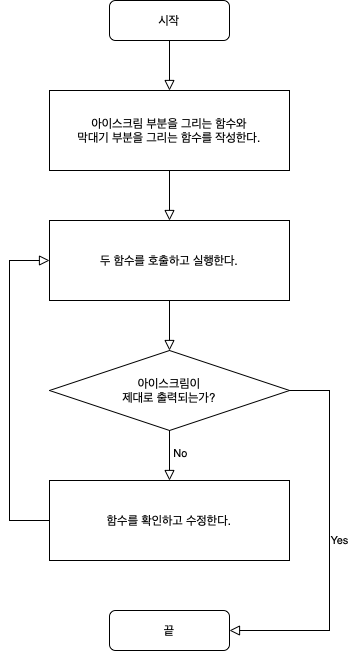 시작
아이스크림 부분을 그리는 함수와
막대기 부분을 그리는 함수를 작성한다.
두 함수를 호출하고 실행한다.
아이스크림이
제대로 출력되는가?
No
함수를 확인하고 수정한다.
Yes
끝